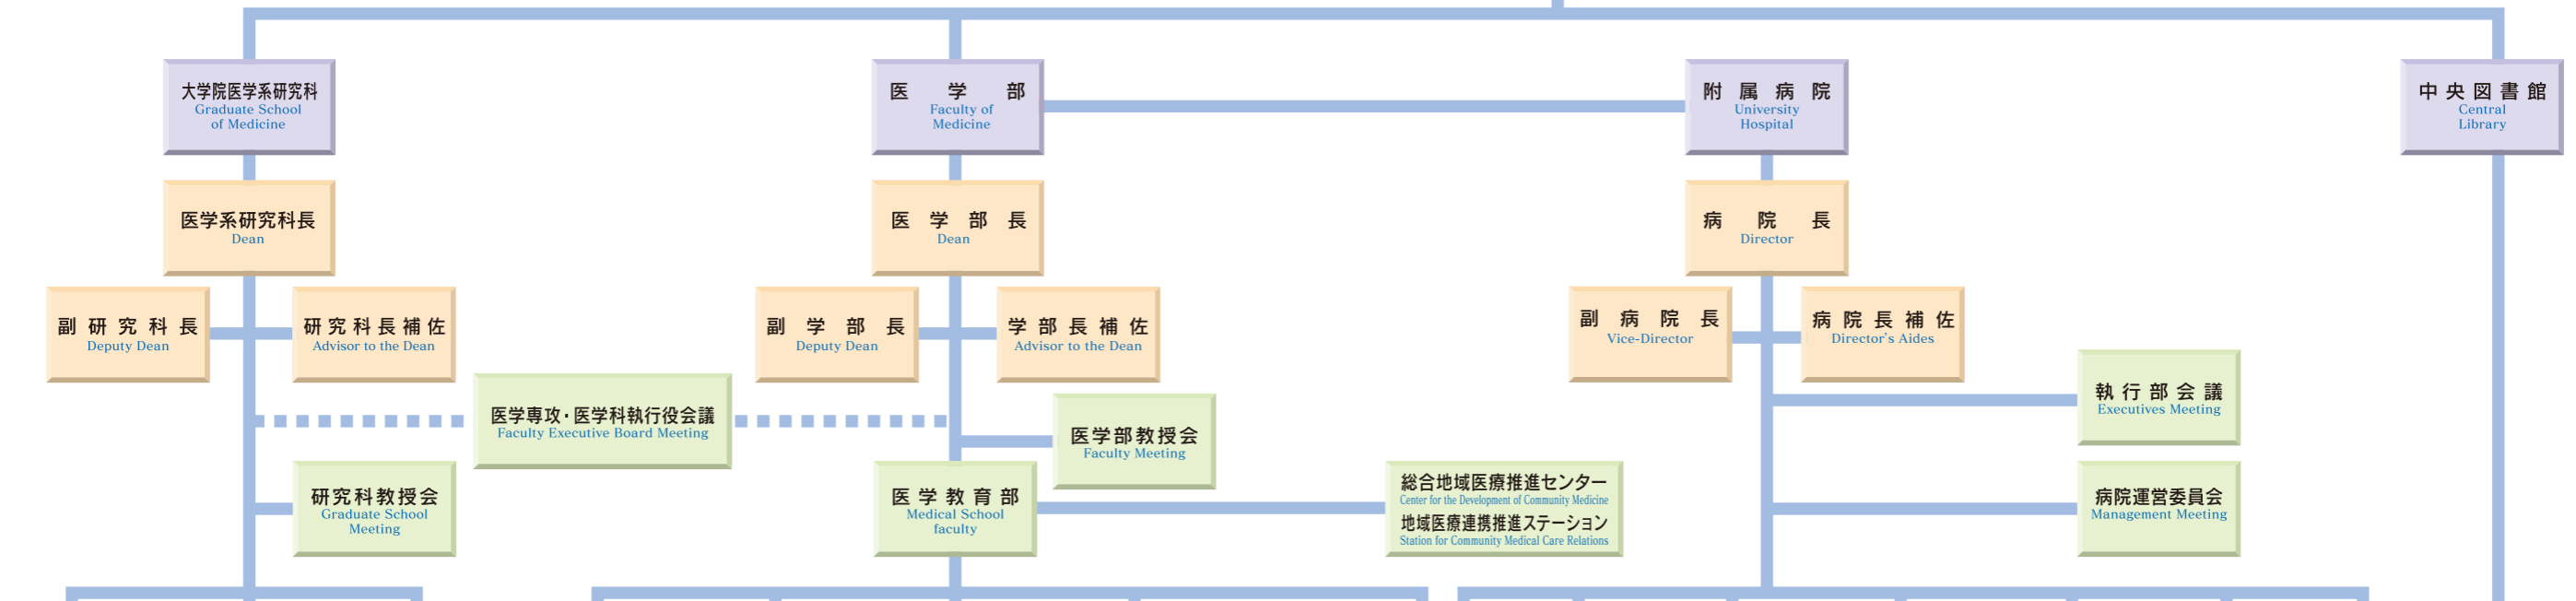 大学院医学系研究科
Graduate School
of Medicine
医学部
Faculty of
Medicine
附属病院
University
Hospital
中央図書館
Central
Library
医学系研究科長
Dean
医学部長
Dean
病院長
Director
副研究科長
Deputy Dean
研究科長補佐
Advisor to the Dean
副学部長
Deputy Dean
学部長補佐
Advisor to the Dean
副病院長
Vice-Director
病院長補佐
Director's Aides
医学専攻・医学科執行役会議
Faculty Executive Board Meeting
医学部教授会
Faculty Meeting
執行部会議
Executives Meeting
研究科教授会
Graduate School
Meeting
医学教育部
Medical School
faculty
総合地域医療推進センター
Center for the Development of Community Medicine
地域医療連携推進ステーション
Station for Community Medical Care Relations
病院運営委員会
Management Meeting